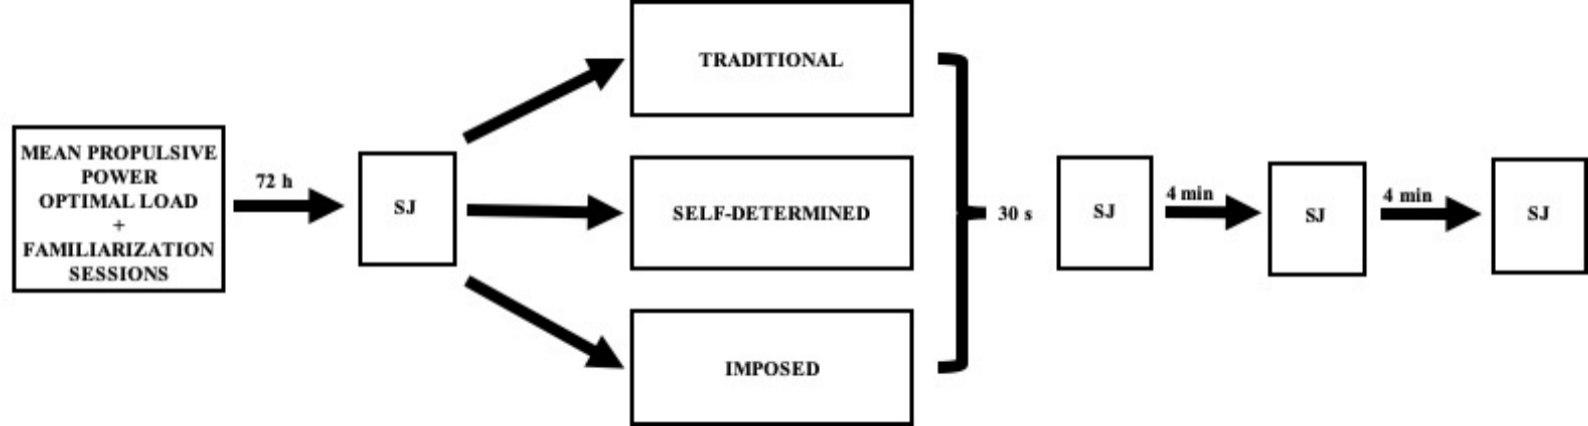 MEAN PROPULSIVE
POWER
OPTIMAL LOAD
+
FAMILIARIZATION
SESSIONS
72 h
SJ
TRADITIONAL
SELF-DETERMINED
IMPOSED
30 s
SJ
4 min
SJ
4 min
SJ